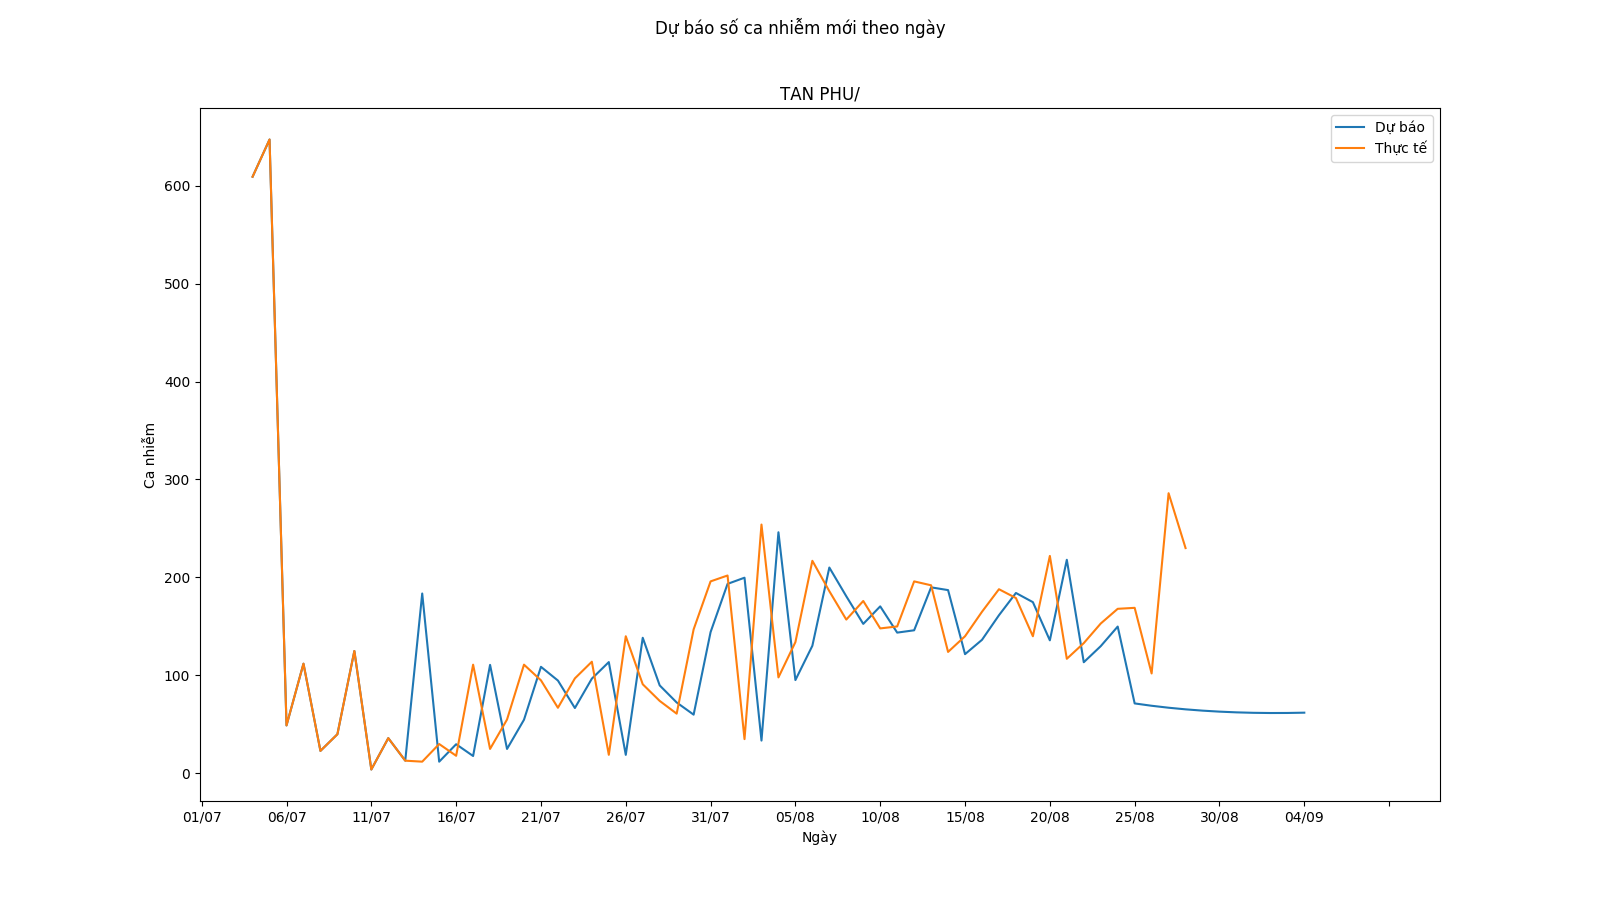 Dự báo số ca nhiễm mới theo ngày
TAN PHU/
Dự báo
Thực tế
600
500
400
300
200
100
0
Ca nhiễm
01/07 06/07 11/07 16/07 21/07 26/07 31/07 05/08 10/08 15/08 20/08 25/08 30/08 04/09
Ngày